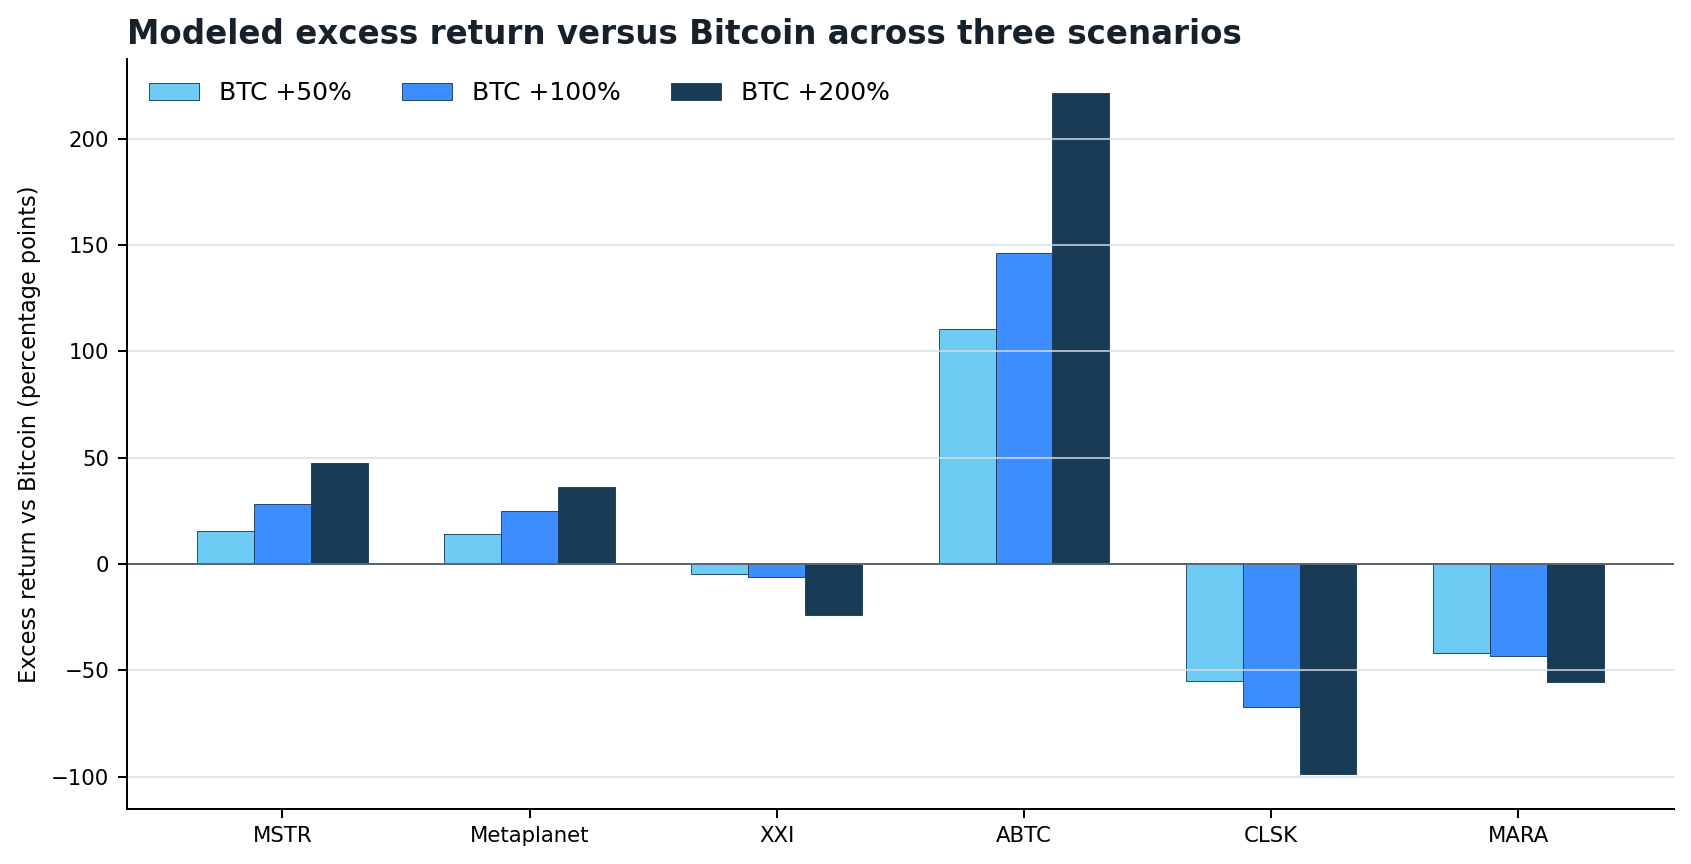 Modeled excess return versus Bitcoin across three scenarios
BTC +50%
BTC +100%
BTC +200%
Excess return vs Bitcoin (percentage points)
200
150
100
50
0
−50
−100
MSTR
Metaplanet
XXI
ABTC
CLSK
MARA